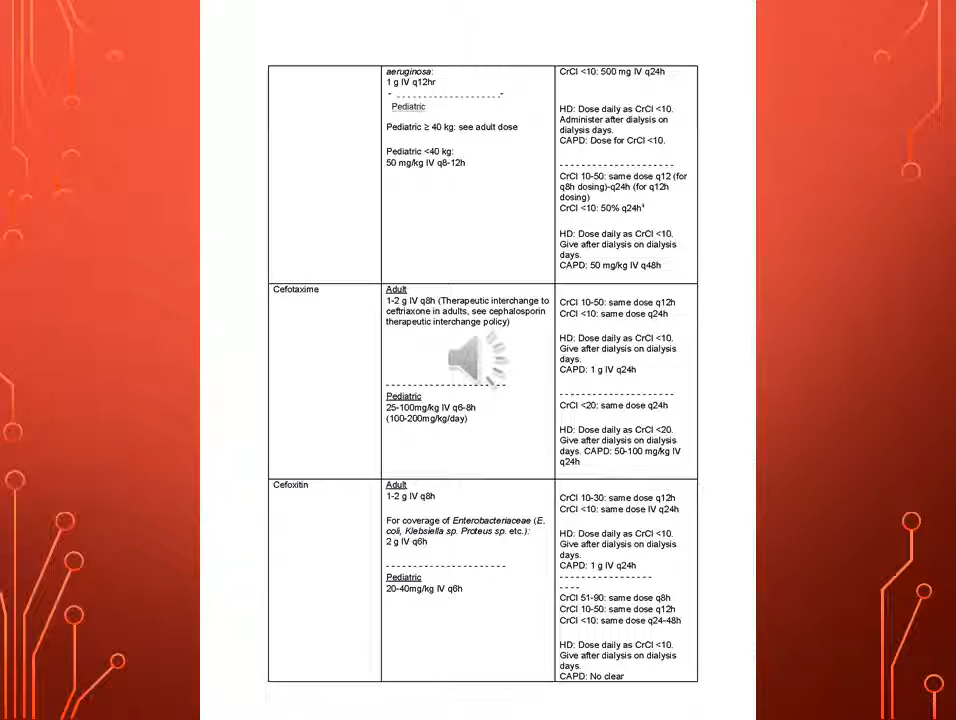 aeruginosa:
1 g IV q12hr
- - - - - - - - - - - - - - - - - - - - -
Pediatric
Pediatric ≥ 40 kg: see adult dose
Pediatric <40 kg:
50 mg/kg IV q8-12h
CrCl <10: 500 mg IV q24h
HD: Dose daily as CrCl <10.
Administer after dialysis on
dialysis days.
CAPD: Dose for CrCl <10.
- - - - - - - - - - - - - - - - - - - -
CrCl 10-50: same dose q12 (for
q8h dosing)-q24h (for q12h
dosing)
CrCl <10: 50% q24h⁴
HD: Dose daily as CrCl <10.
Give after dialysis on dialysis
days.
CAPD: 50 mg/kg IV q48h
Cefotaxime
Adult
1-2 g IV q8h (Therapeutic interchange to
ceftriaxone in adults, see cephalosporin
therapeutic interchange policy)
- - - - - - - - - - - - - - - - - - - - -
Pediatric
25-100mg/kg IV q6-8h
(100-200mg/kg/day)
CrCl 10-50: same dose q12h
CrCl <10: same dose q24h
HD: Dose daily as CrCl <10.
Give after dialysis on dialysis
days.
CAPD: 1 g IV q24h
- - - - - - - - - - - - - - - - - - - -
CrCl <20: same dose q24h
HD: Dose daily as CrCl <20.
Give after dialysis on dialysis
days. CAPD: 50-100 mg/kg IV
q24h
Cefoxitin
Adult
1-2 g IV q8h
For coverage of Enterobacteriaceae (E.
coli, Klebsiella sp. Proteus sp. etc.):
2 g IV q6h
- - - - - - - - - - - - - - - - - - - - -
Pediatric
20-40mg/kg IV q6h
CrCl 10-30: same dose q12h
CrCl <10: same dose IV q24h
HD: Dose daily as CrCl <10.
Give after dialysis on dialysis
days.
CAPD: 1 g IV q24h
- - - - - - - - - - - - - - - -
- - - -
CrCl 51-90: same dose q8h
CrCl 10-50: same dose q12h
CrCl <10: same dose q24-48h
HD: Dose daily as CrCl <10.
Give after dialysis on dialysis
days.
CAPD: No clear